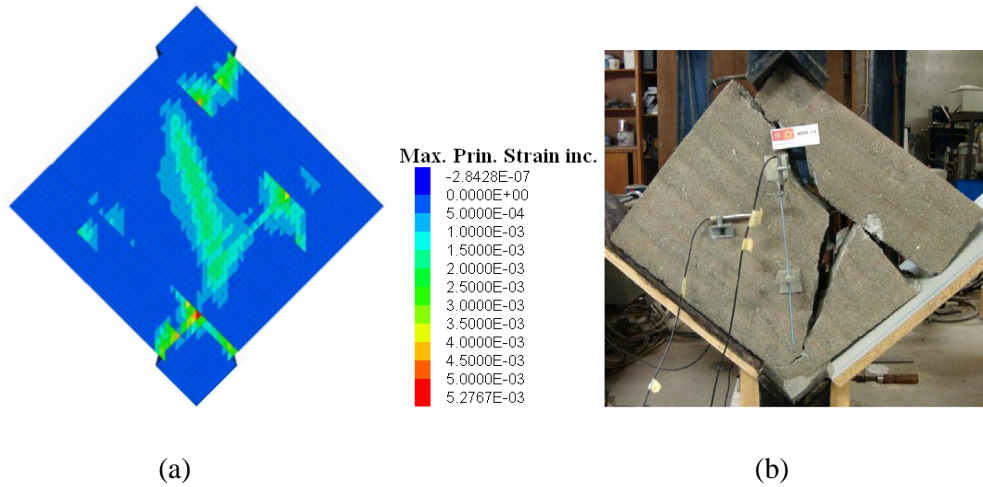 Max. Prin. Strain inc.
-2.8428E-07
0.0000E+00
5.0000E-04
1.0000E-03
1.5000E-03
2.0000E-03
2.5000E-03
3.0000E-03
3.5000E-03
4.0000E-03
4.5000E-03
5.0000E-03
5.2767E-03
(a)
(b)